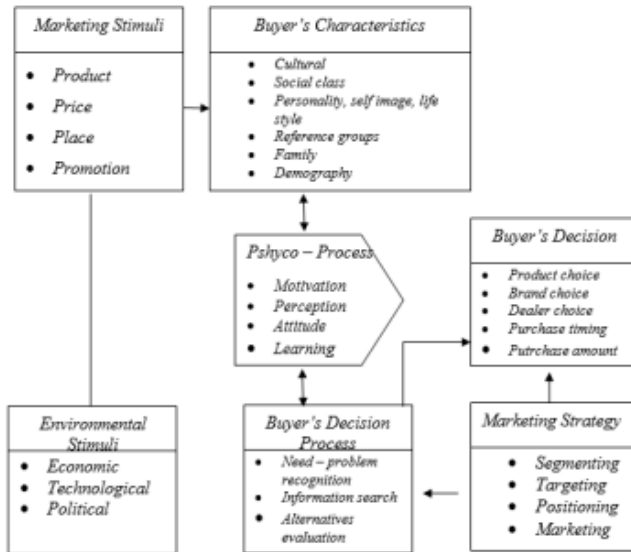 Marketing Stimuli
• Product
• Price
• Place
• Promotion
Buyer's Characteristics
• Cultural
• Social class
• Personality, self image, life
style
• Reference groups
• Family
• Demography
Pshyco – Process
• Motivation
• Perception
• Attitude
• Learning
Buyer's Decision
• Product choice
• Brand choice
• Dealer choice
• Purchase timing
• Putrchase amount
Environmental
Stimuli
• Economic
• Technological
• Political
Buyer's Decision
Process
• Need – problem
recognition
• Information search
• Alternatives
evaluation
Marketing Strategy
• Segmenting
• Targeting
• Positioning
• Marketing